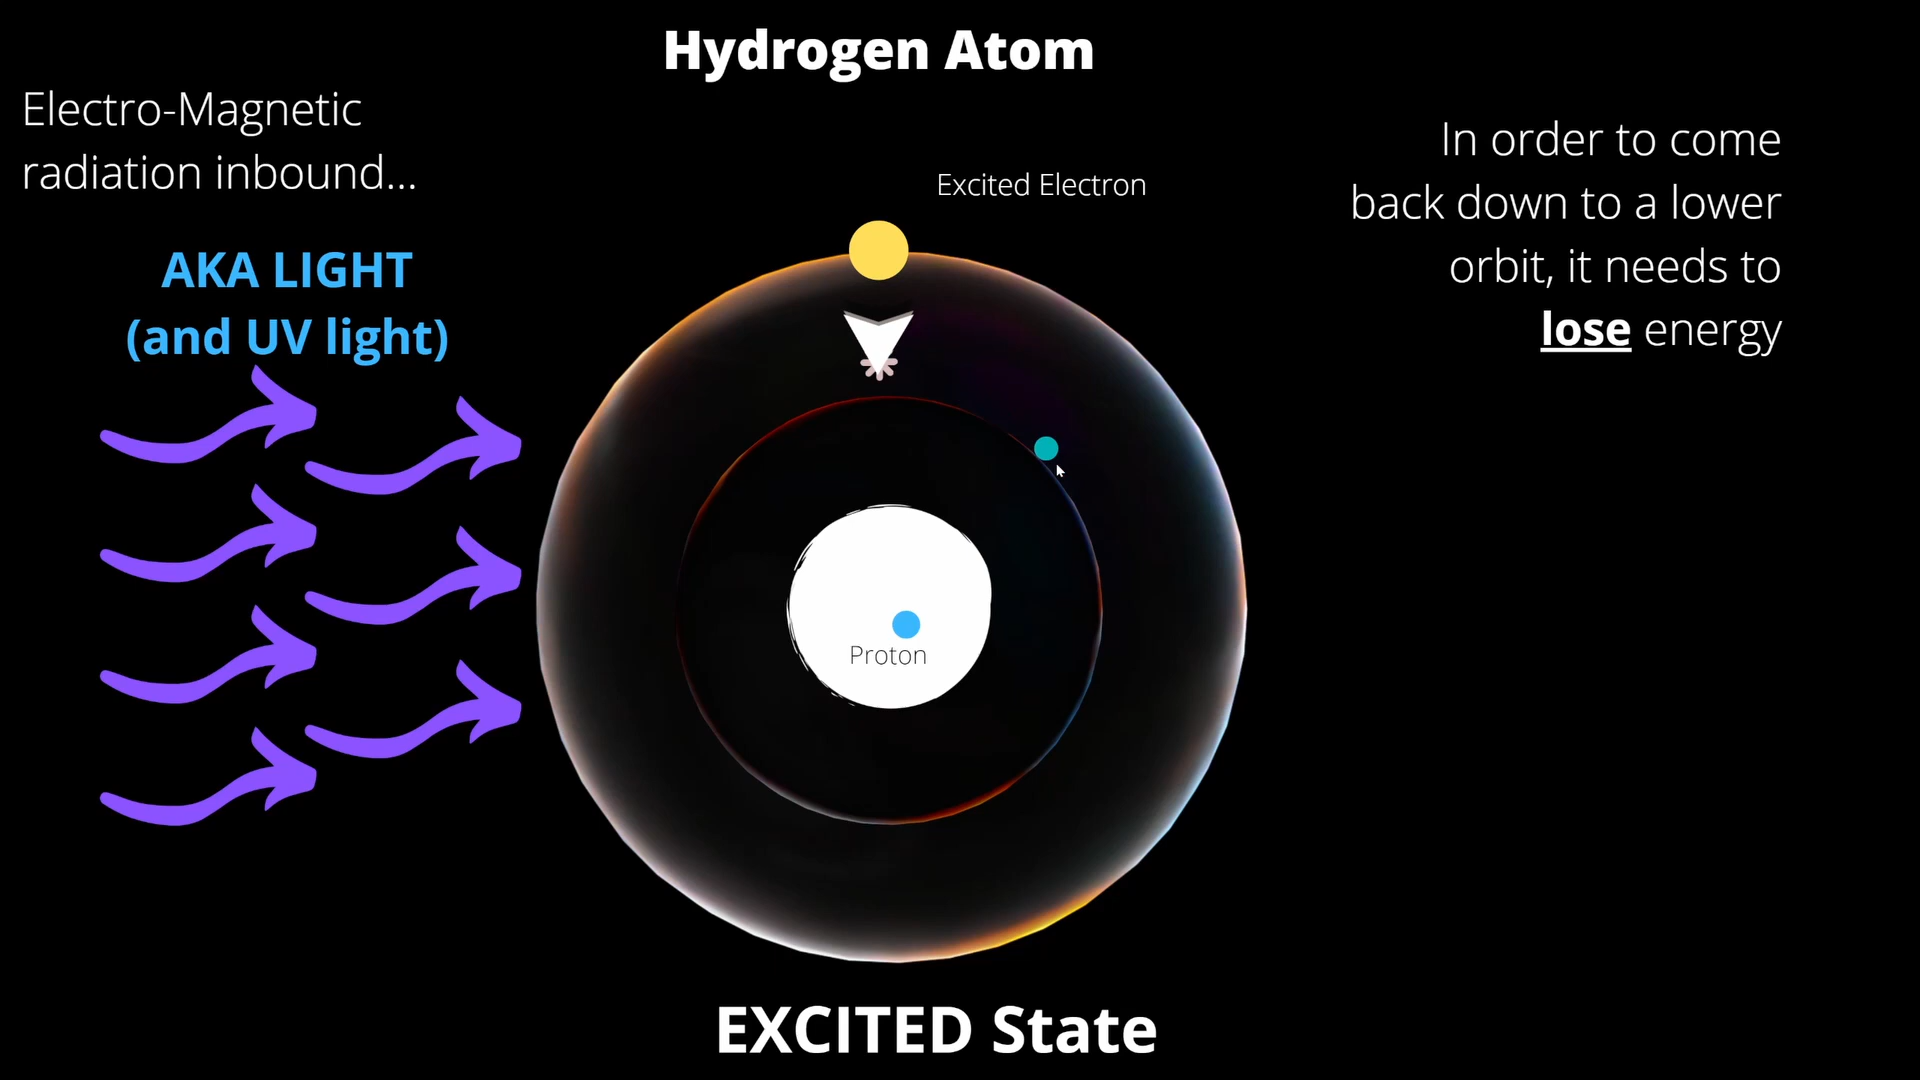 Hydrogen Atom
Electro-Magnetic
radiation inbound...
AKA LIGHT
(and UV light)
Excited Electron
In order to come
back down to a lower
orbit, it needs to
lose energy
Proton
EXCITED State